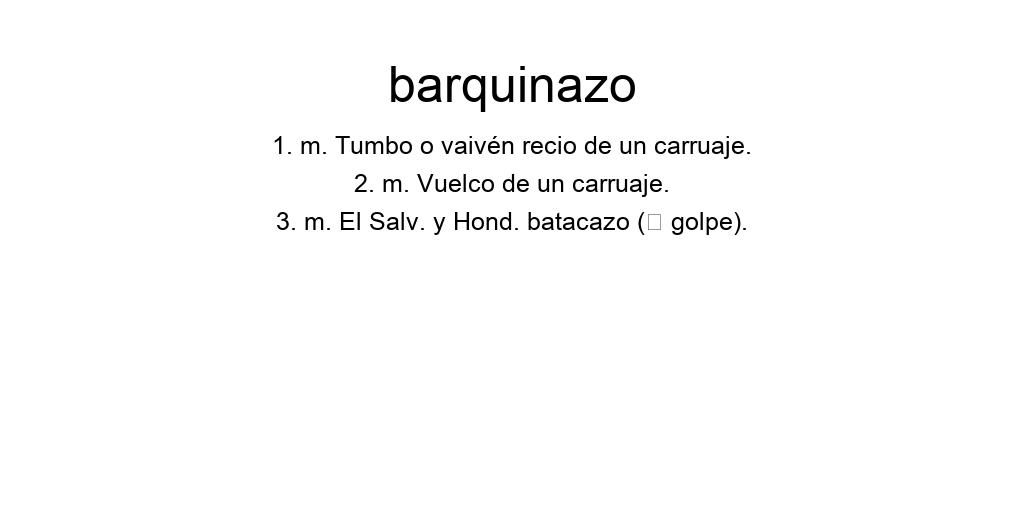 barquinazo
1. m. Tumbo o vaivén recio de un carruaje.
2. m. Vuelco de un carruaje.
3. m. El Salv. y Hond. batacazo (□ golpe).